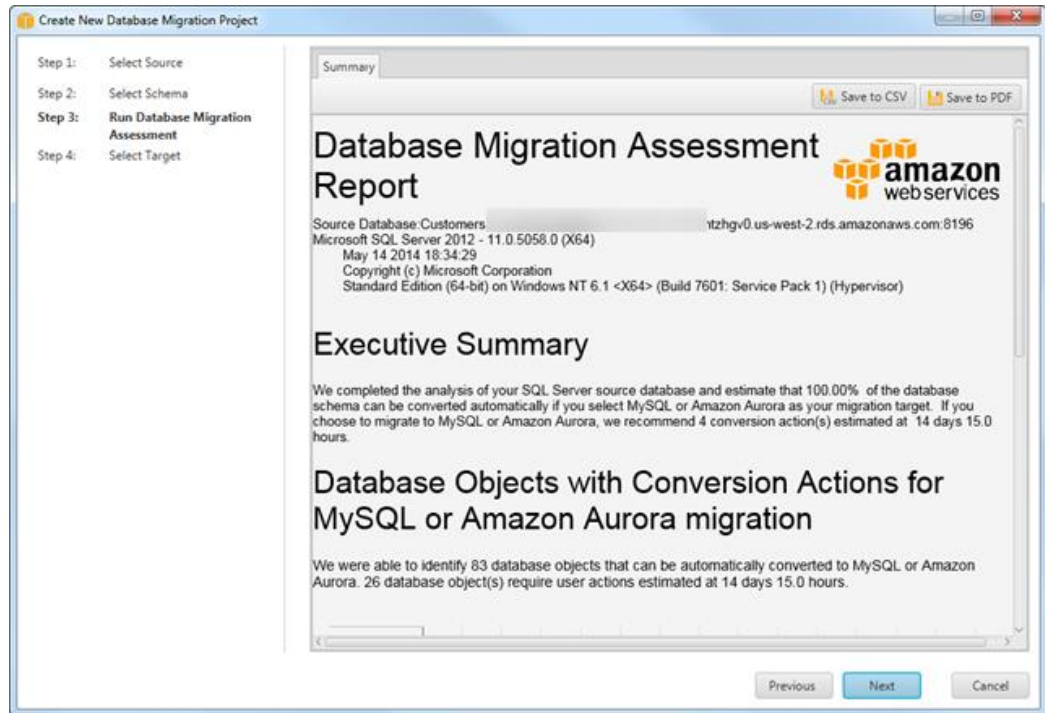 Create New Database Migration Project
Step 1: Select Source
Step 2: Select Schema
Step 3: Run Database Migration
Assessment
Step 4: Select Target
Summary
Save to CSV Save to PDF
Database Migration Assessment
Report
amazon
webservices
Source Database:Customers ntzhgv0.us-west-2.rds.amazonaws.com:8196
Microsoft SQL Server 2012 - 11.0.5058.0 (X64)
May 14 2014 18:34:29
Copyright (c) Microsoft Corporation
Standard Edition (64-bit) on Windows NT 6.1 <X64> (Build 7601: Service Pack 1) (Hypervisor)
Executive Summary
We completed the analysis of your SQL Server source database and estimate that 100.00% of the database
schema can be converted automatically if you select MySQL or Amazon Aurora as your migration target. If you
choose to migrate to MySQL or Amazon Aurora, we recommend 4 conversion action(s) estimated at 14 days 15.0
hours.
Database Objects with Conversion Actions for
MySQL or Amazon Aurora migration
We were able to identify 83 database objects that can be automatically converted to MySQL or Amazon
Aurora. 26 database object(s) require user actions estimated at 14 days 15.0 hours.
Previous Next Cancel